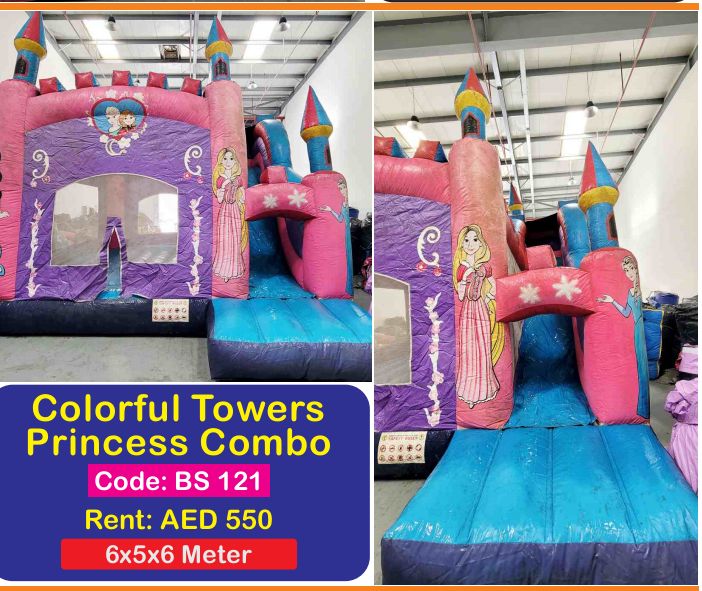 Colorful Towers
Princess Combo
Code: BS 121
Rent: AED 550
6x5x6 Meter